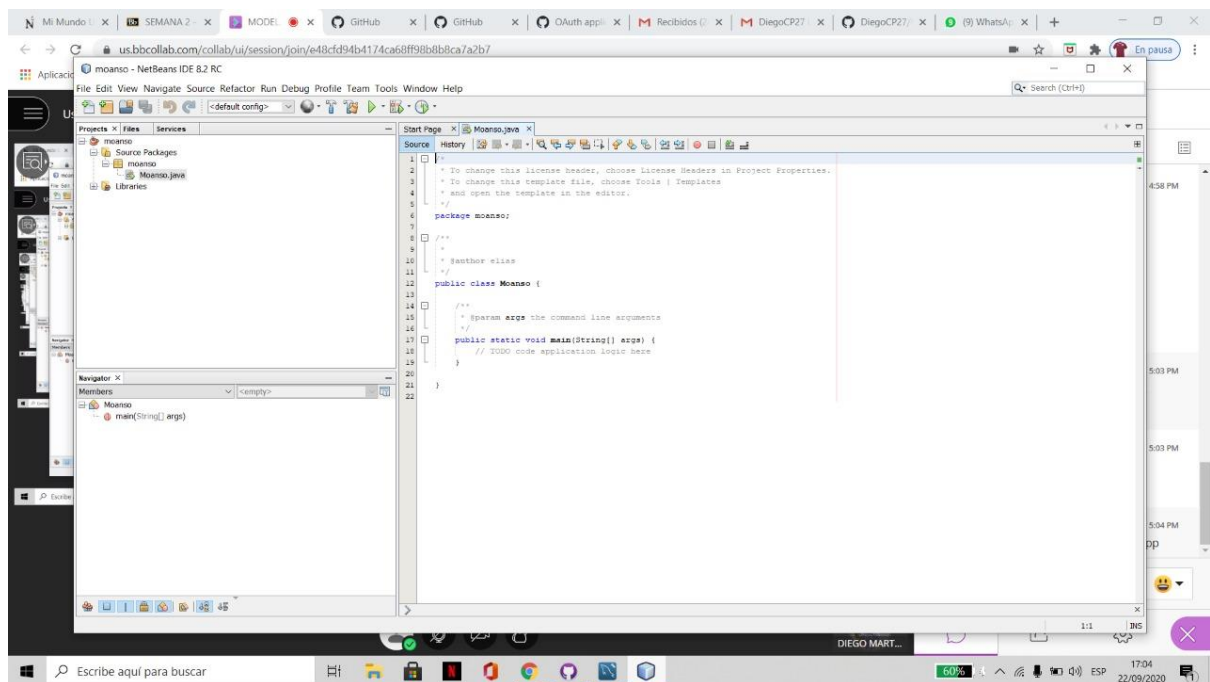 Mi Mundo
SEMANA 2 -
MODEL
GitHub
GitHub
OAuth appli
Recibidos (2
DiegoCP27
DiegoCP27/
(9) WhatsAp
us.bbcollab.com/collab/ui/session/join/e48cfd94b4174ca68ff98b8b8ca7a2b7
En pausa
Aplicacio
moanso - NetBeans IDE 8.2 RC
File Edit View Navigate Source Refactor Run Debug Profile Team Tools Window Help
Search (Ctrl+I)
<default config>
Projects Files Services
Start Page Moanso.java
Source History
moanso
Source Packages
moanso
Moanso.java
Libraries
1 /*
2 * To change this license header, choose License Headers in Project Properties.
3 * To change this template file, choose Tools | Templates
4 * and open the template in the editor.
5 */
6 package moanso;
7
8 /**
9 *
10 * @author elias
11 */
12 public class Moanso {
13
14 /**
15 * @param args the command line arguments
16 */
17 public static void main(String[] args) {
18 // TODO code application logic here
19 }
20
21 }
22
Navigator
Members <empty>
Moanso
main(String[] args)
1:1 INS
4:58 PM
5:03 PM
5:03 PM
5:04 PM
pp
DIEGO MART...
Escribe aquí para buscar
60%
ESP
17:04
22/09/2020